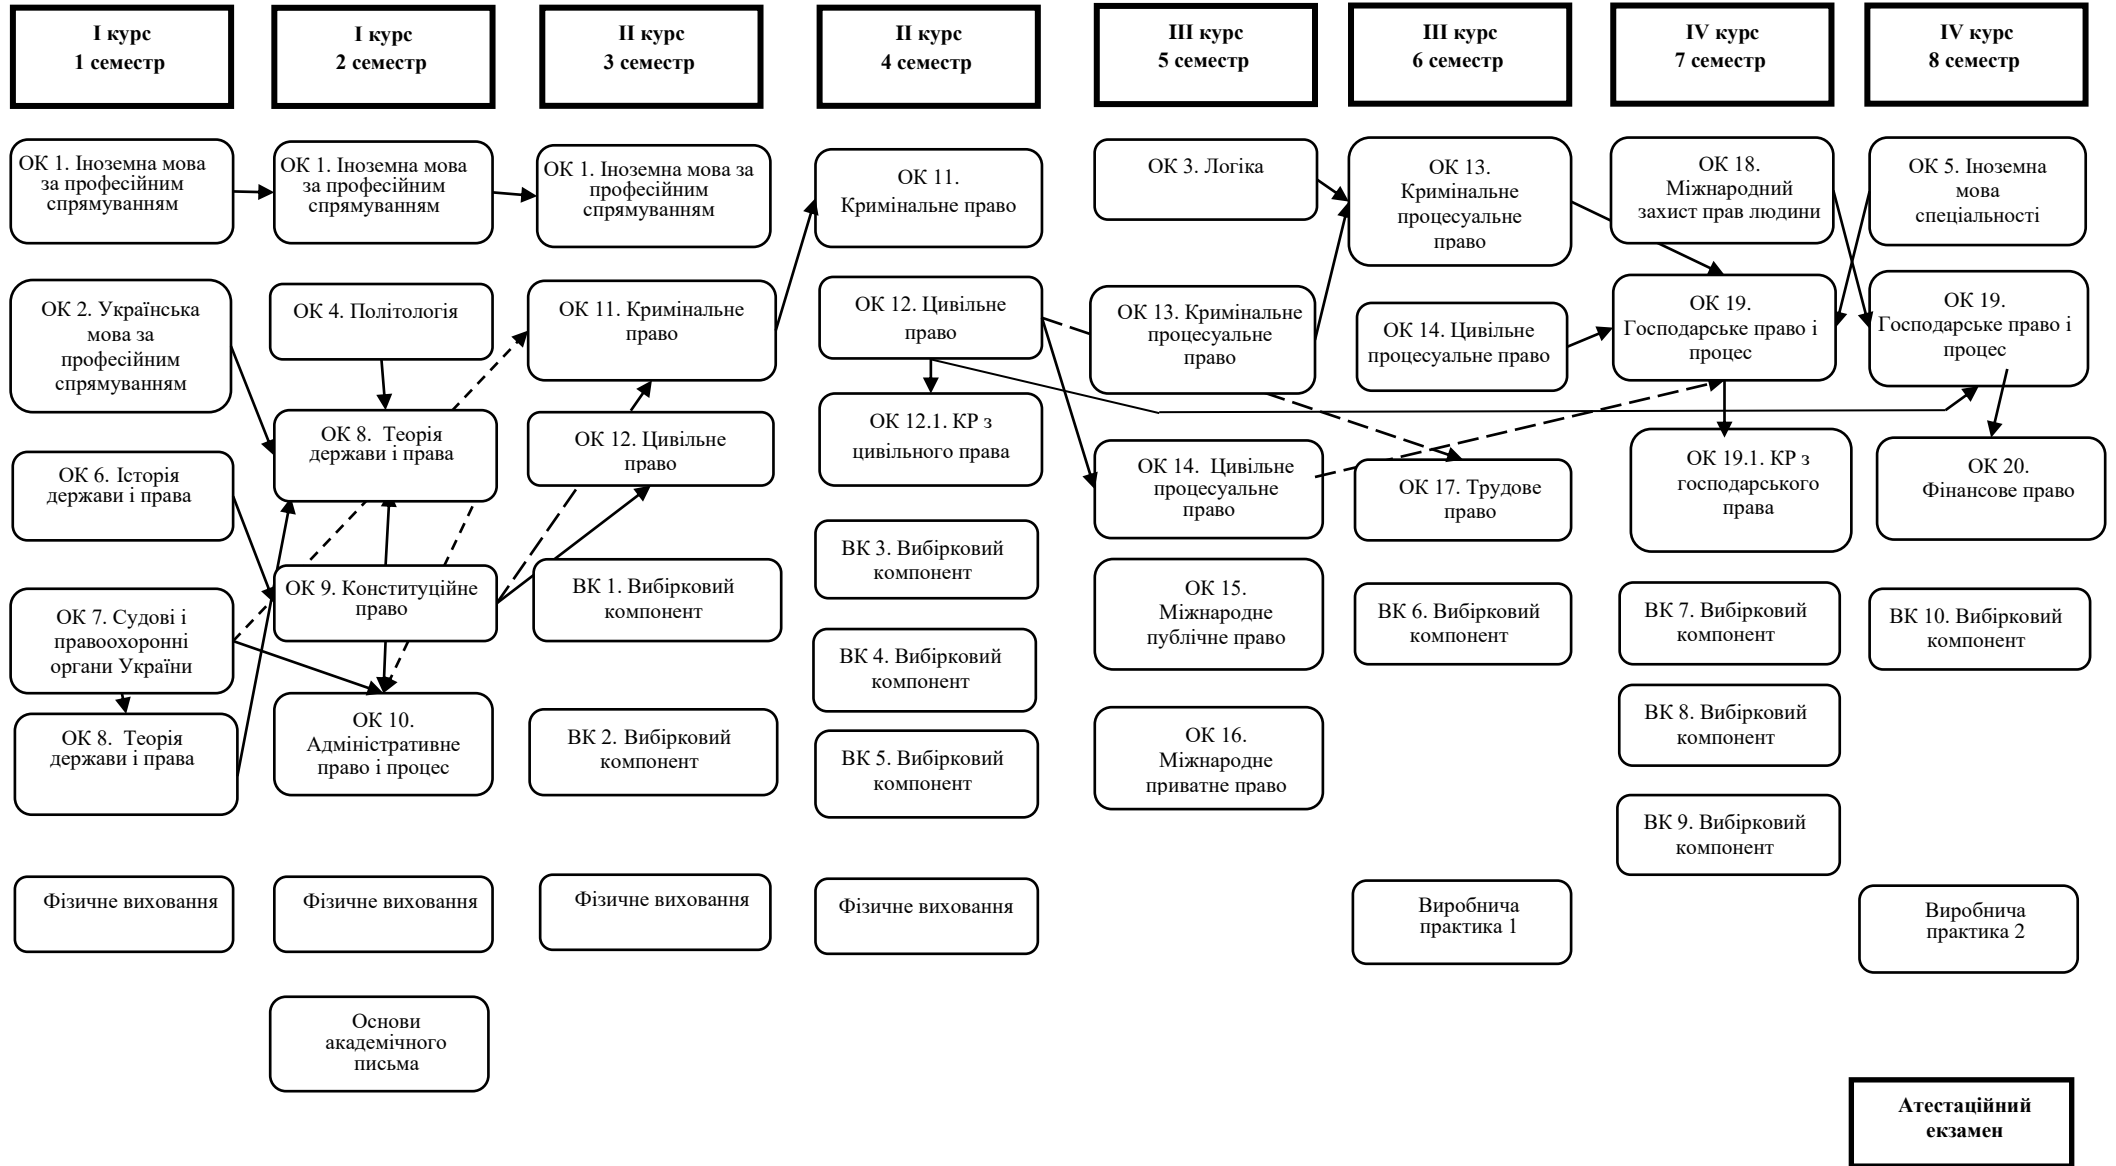 І курс
1 семестр
І курс
2 семестр
ІІ курс
3 семестр
ІІ курс
4 семестр
ІІІ курс
5 семестр
ІІІ курс
6 семестр
ІV курс
7 семестр
ІV курс
8 семестр
ОК 1. Іноземна мова
за професійним
спрямуванням
ОК 2. Українська
мова за
професійним
спрямуванням
ОК 6. Історія
держави і права
ОК 7. Судові і
правоохоронні
органи України
ОК 8. Теорія
держави і права
Фізичне виховання
ОК 1. Іноземна мова
за професійним
спрямуванням
ОК 4. Політологія
ОК 8. Теорія
держави і права
ОК 9. Конституційне
право
ОК 10.
Адміністративне
право і процес
Фізичне виховання
Основи
академічного
письма
ОК 1. Іноземна мова за
професійним
спрямуванням
ОК 11. Кримінальне
право
ОК 12. Цивільне
право
ВК 1. Вибірковий
компонент
ВК 2. Вибірковий
компонент
Фізичне виховання
ОК 11.
Кримінальне право
ОК 12. Цивільне
право
ОК 12.1. КР з
цивільного права
ВК 3. Вибірковий
компонент
ВК 4. Вибірковий
компонент
ВК 5. Вибірковий
компонент
Фізичне виховання
ОК 3. Логіка
ОК 13. Кримінальне
процесуальне
право
ОК 14. Цивільне
процесуальне
право
ОК 15.
Міжнародне
публічне право
ОК 16.
Міжнародне
приватне право
ОК 13.
Кримінальне
процесуальне
право
ОК 14. Цивільне
процесуальне право
ОК 17. Трудове
право
ВК 6. Вибірковий
компонент
Виробнича
практика 1
ОК 18.
Міжнародний
захист прав людини
ОК 19.
Господарське право і
процес
ОК 19.1. КР з
господарського
права
ВК 7. Вибірковий
компонент
ВК 8. Вибірковий
компонент
ВК 9. Вибірковий
компонент
ОК 5. Іноземна
мова
спеціальності
ОК 19.
Господарське право і
процес
ОК 20.
Фінансове право
ВК 10. Вибірковий
компонент
Виробнича
практика 2
Атестаційний
екзамен